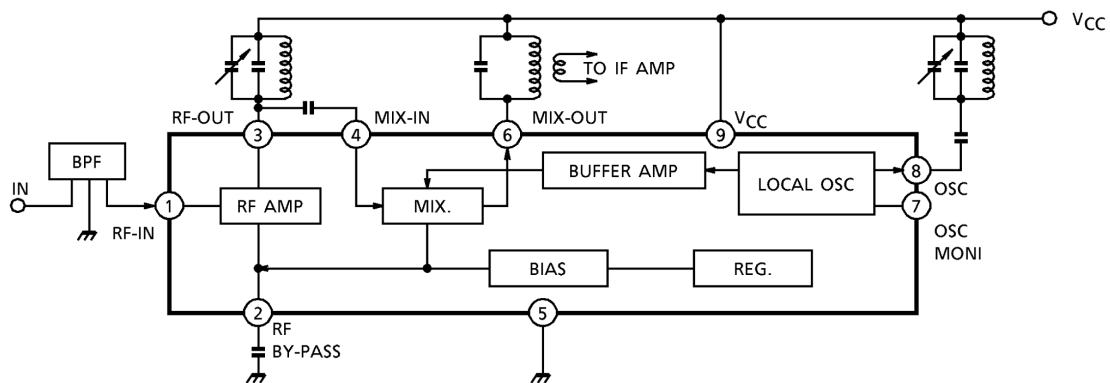 VCC
TO IF AMP
RF-OUT
3
4
MIX-IN
6
MIX-OUT
9
VCC
BPF
IN
1
RF-IN
RF AMP
MIX.
BUFFER AMP
LOCAL OSC
8
OSC
7
OSC
MONI
BIAS
REG.
2
RF
BY-PASS
5